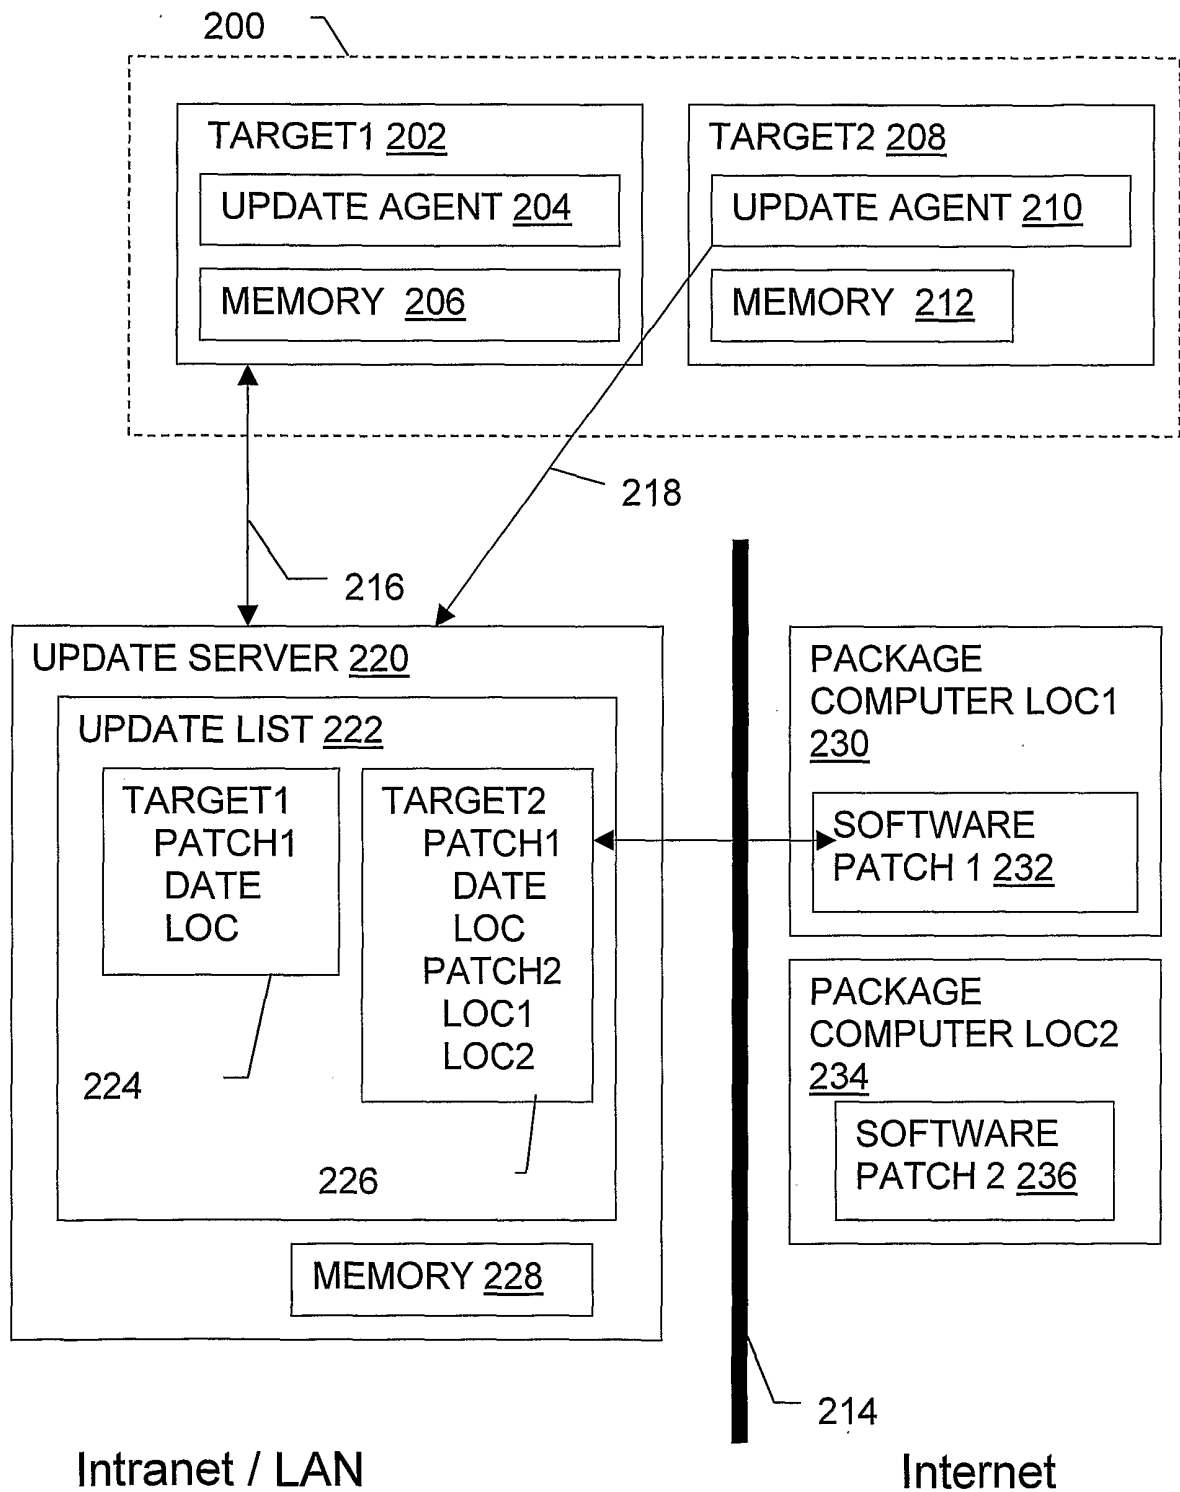 200
TARGET1 202
UPDATE AGENT 204
MEMORY 206
TARGET2 208
UPDATE AGENT 210
MEMORY 212
218
216
UPDATE SERVER 220
UPDATE LIST 222
TARGET1
PATCH1
DATE
LOC
224
TARGET2
PATCH1
DATE
LOC
PATCH2
LOC1
LOC2
226
MEMORY 228
PACKAGE
COMPUTER LOC1
230
SOFTWARE
PATCH 1 232
PACKAGE
COMPUTER LOC2
234
SOFTWARE
PATCH 2 236
214
Intranet / LAN
Internet